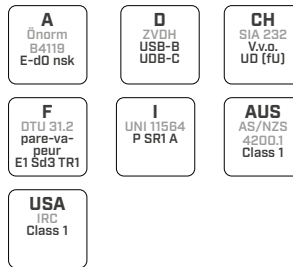 A
Önorm
B4119
E-d0 nsk
D
ZVDH
USB-B
UDB-C
CH
SIA 232
V.v.o.
UD (fU)
F
DTU 31.2
pare-va-
peur
E1 Sd3 TR1
I
UNI 11564
P SR1 A
AUS
AS/NZS
4200.1
Class 1
USA
IRC
Class 1